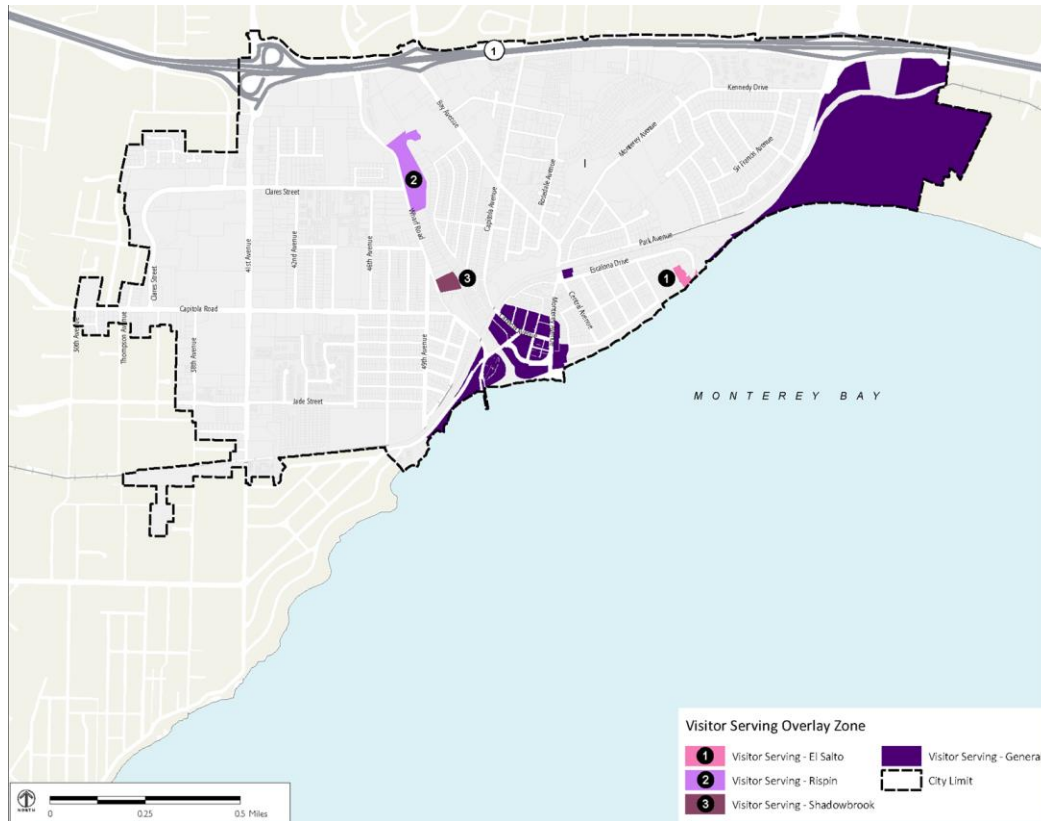 1
Kennedy Drive
Bay Avenue
Monterey Avenue
Sir Francis Avenue
2
Clares Street
Rosedale Avenue
Capitola Avenue
Wharf Road
Park Avenue
41st Avenue
42nd Avenue
46th Avenue
Escalona Drive
1
3
Clares Street
Central Avenue
Capitola Road
Thompson Avenue
38th Avenue
49th Avenue
Jade Street
MONTEREY BAY
Visitor Serving Overlay Zone
1 Visitor Serving - El Salto
Visitor Serving - Genera
2 Visitor Serving - Rispin
City Limit
3 Visitor Serving - Shadowbrook
NORTH
0 0.25 0.5 Miles